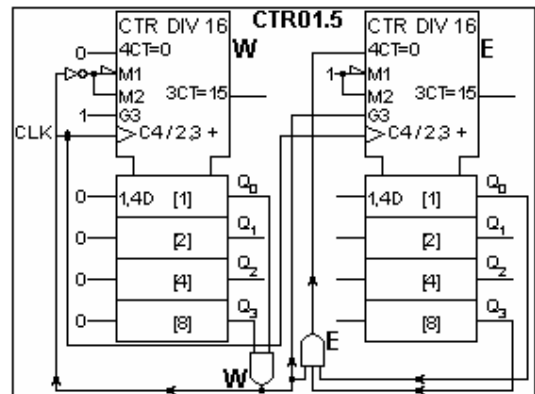 CTR01.5
CTR DIV 16
W
0
4CT=0
M1
M2
3CT=15
1
G3
CLK
C4/2,3 +
0
1,4D
[1]
Q0
0
[2]
Q1
0
[4]
Q2
0
[8]
Q3
W
CTR DIV 16
E
4CT=0
1
M1
M2
3CT=15
G3
C4/2,3 +
1,4D
[1]
Q0
[2]
Q1
[4]
Q2
[8]
Q3
E